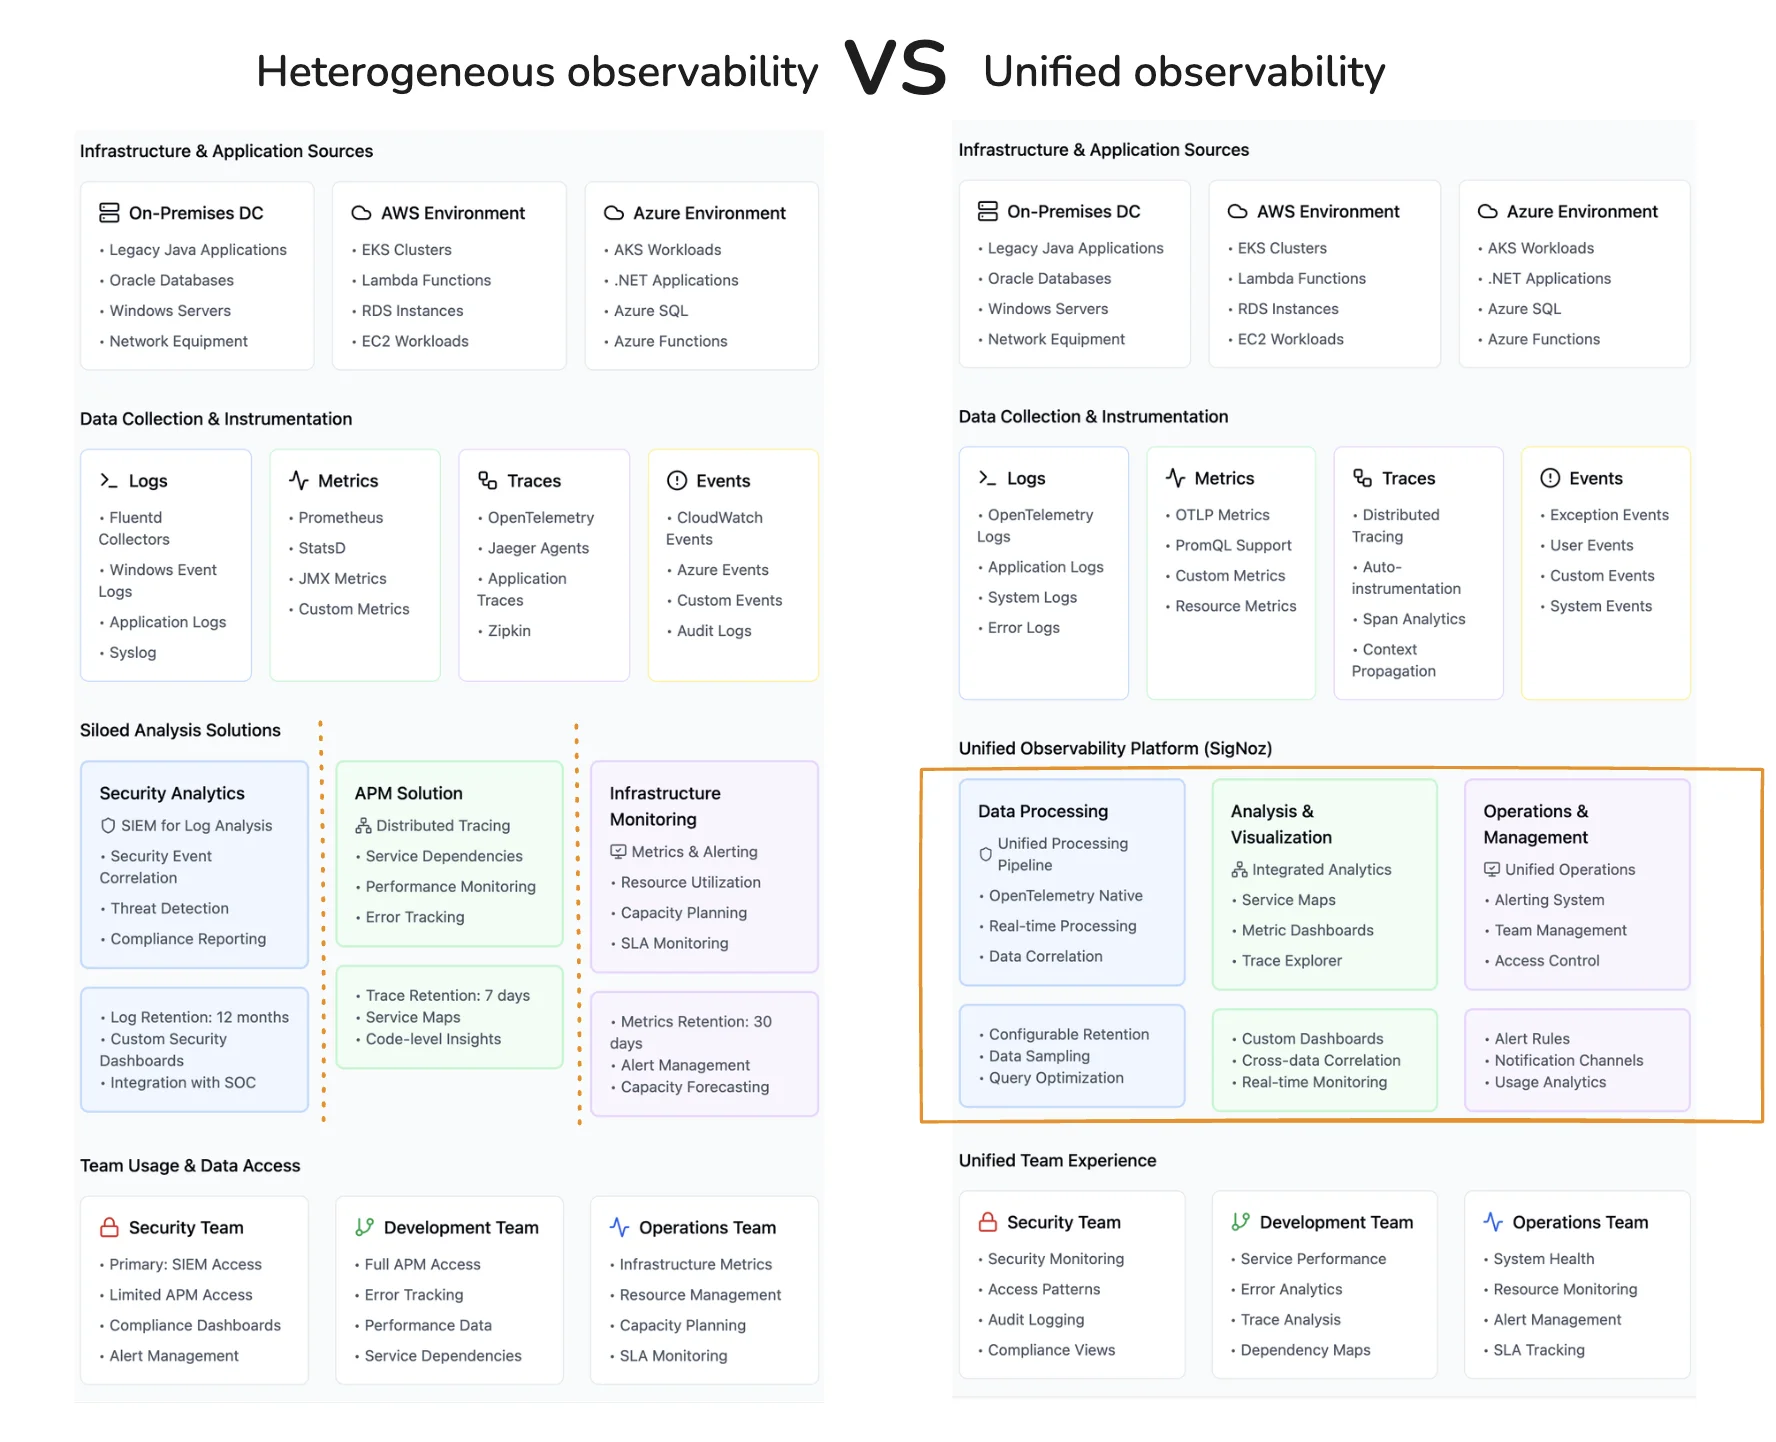 Heterogeneous observability VS Unified observability
Infrastructure & Application Sources
On-Premises DC
• Legacy Java Applications
• Oracle Databases
• Windows Servers
• Network Equipment
AWS Environment
• EKS Clusters
• Lambda Functions
• RDS Instances
• EC2 Workloads
Azure Environment
• AKS Workloads
• .NET Applications
• Azure SQL
• Azure Functions
Data Collection & Instrumentation
Logs
• Fluentd
Collectors
• Windows Event
Logs
• Application Logs
• Syslog
Metrics
• Prometheus
• StatsD
• JMX Metrics
• Custom Metrics
Traces
• OpenTelemetry
• Jaeger Agents
• Application
Traces
• Zipkin
Events
• CloudWatch
Events
• Azure Events
• Custom Events
• Audit Logs
Siloed Analysis Solutions
Security Analytics
SIEM for Log Analysis
• Security Event
Correlation
• Threat Detection
• Compliance Reporting
• Log Retention: 12 months
• Custom Security
Dashboards
• Integration with SOC
APM Solution
Distributed Tracing
• Service Dependencies
• Performance Monitoring
• Error Tracking
• Trace Retention: 7 days
• Service Maps
• Code-level Insights
Infrastructure
Monitoring
Metrics & Alerting
• Resource Utilization
• Capacity Planning
• SLA Monitoring
• Metrics Retention: 30
days
• Alert Management
• Capacity Forecasting
Team Usage & Data Access
Security Team
• Primary: SIEM Access
• Limited APM Access
• Compliance Dashboards
• Alert Management
Development Team
• Full APM Access
• Error Tracking
• Performance Data
• Service Dependencies
Operations Team
• Infrastructure Metrics
• Resource Management
• Capacity Planning
• SLA Monitoring
Infrastructure & Application Sources
On-Premises DC
• Legacy Java Applications
• Oracle Databases
• Windows Servers
• Network Equipment
AWS Environment
• EKS Clusters
• Lambda Functions
• RDS Instances
• EC2 Workloads
Azure Environment
• AKS Workloads
• .NET Applications
• Azure SQL
• Azure Functions
Data Collection & Instrumentation
Logs
• OpenTelemetry
Logs
• Application Logs
• System Logs
• Error Logs
Metrics
• OTLP Metrics
• PromQL Support
• Custom Metrics
• Resource Metrics
Traces
• Distributed
Tracing
• Auto-
instrumentation
• Span Analytics
• Context
Propagation
Events
• Exception Events
• User Events
• Custom Events
• System Events
Unified Observability Platform (SigNoz)
Data Processing
Unified Processing
Pipeline
• OpenTelemetry Native
• Real-time Processing
• Data Correlation
• Configurable Retention
• Data Sampling
• Query Optimization
Analysis &
Visualization
Integrated Analytics
• Service Maps
• Metric Dashboards
• Trace Explorer
• Custom Dashboards
• Cross-data Correlation
• Real-time Monitoring
Operations &
Management
Unified Operations
• Alerting System
• Team Management
• Access Control
• Alert Rules
• Notification Channels
• Usage Analytics
Unified Team Experience
Security Team
• Security Monitoring
• Access Patterns
• Audit Logging
• Compliance Views
Development Team
• Service Performance
• Error Analytics
• Trace Analysis
• Dependency Maps
Operations Team
• System Health
• Resource Monitoring
• Alert Management
• SLA Tracking